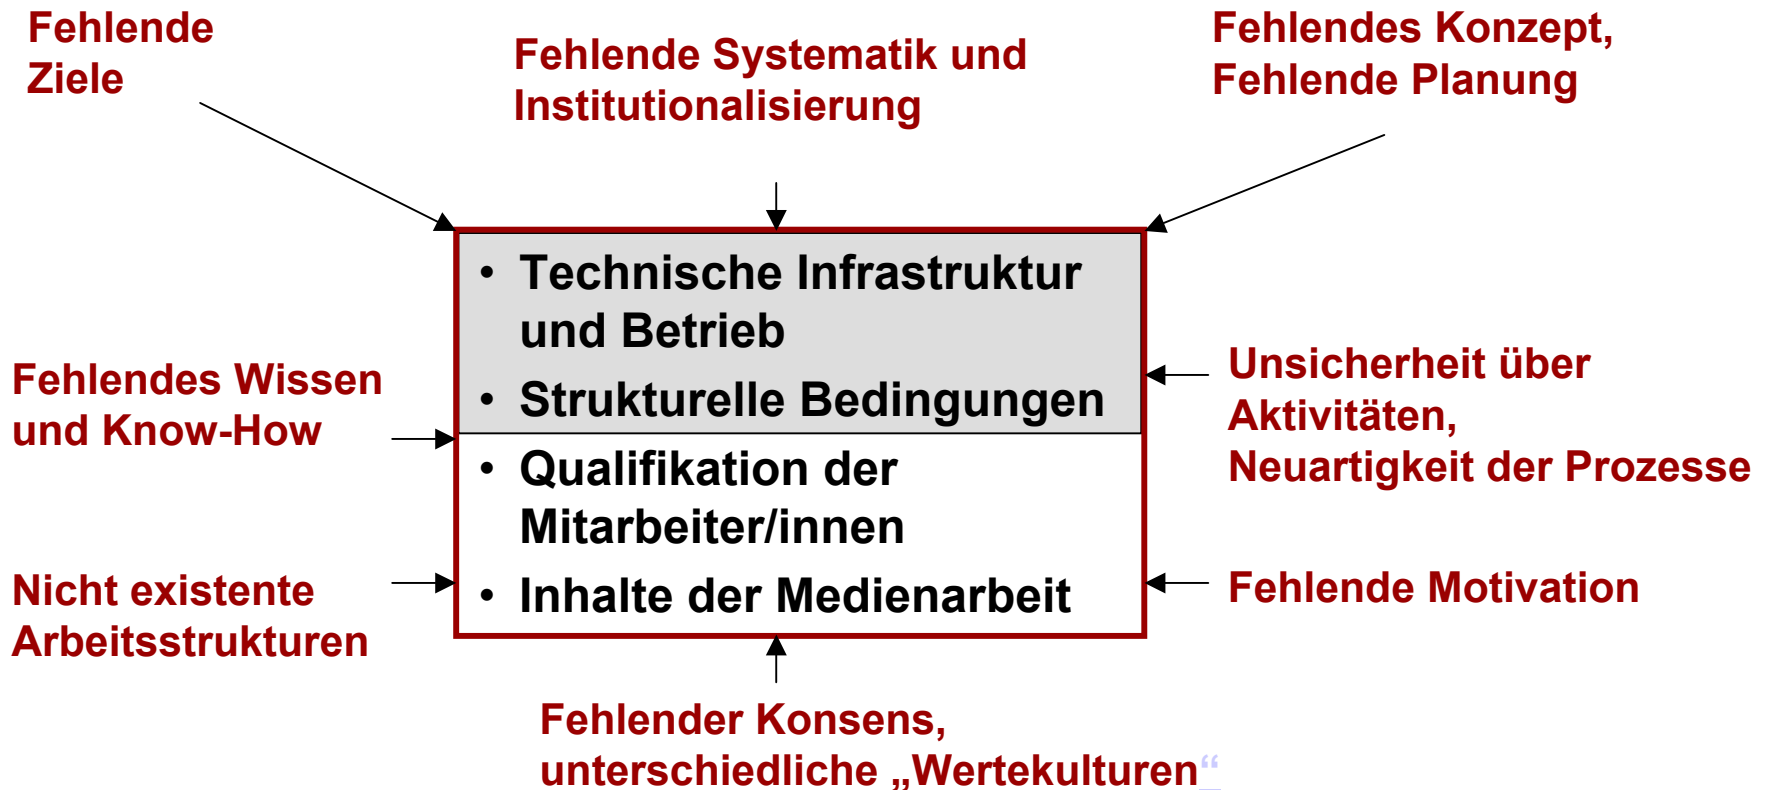 Fehlende
Ziele
Fehlende Systematik und
Institutionalisierung
Fehlendes Konzept,
Fehlende Planung
• Technische Infrastruktur
und Betrieb
• Strukturelle Bedingungen
• Qualifikation der
Mitarbeiter/innen
• Inhalte der Medienarbeit
Fehlendes Wissen
und Know-How
Unsicherheit über
Aktivitäten,
Neuartigkeit der Prozesse
Nicht existente
Arbeitsstrukturen
Fehlende Motivation
Fehlender Konsens,
unterschiedliche „Wertekulturen“